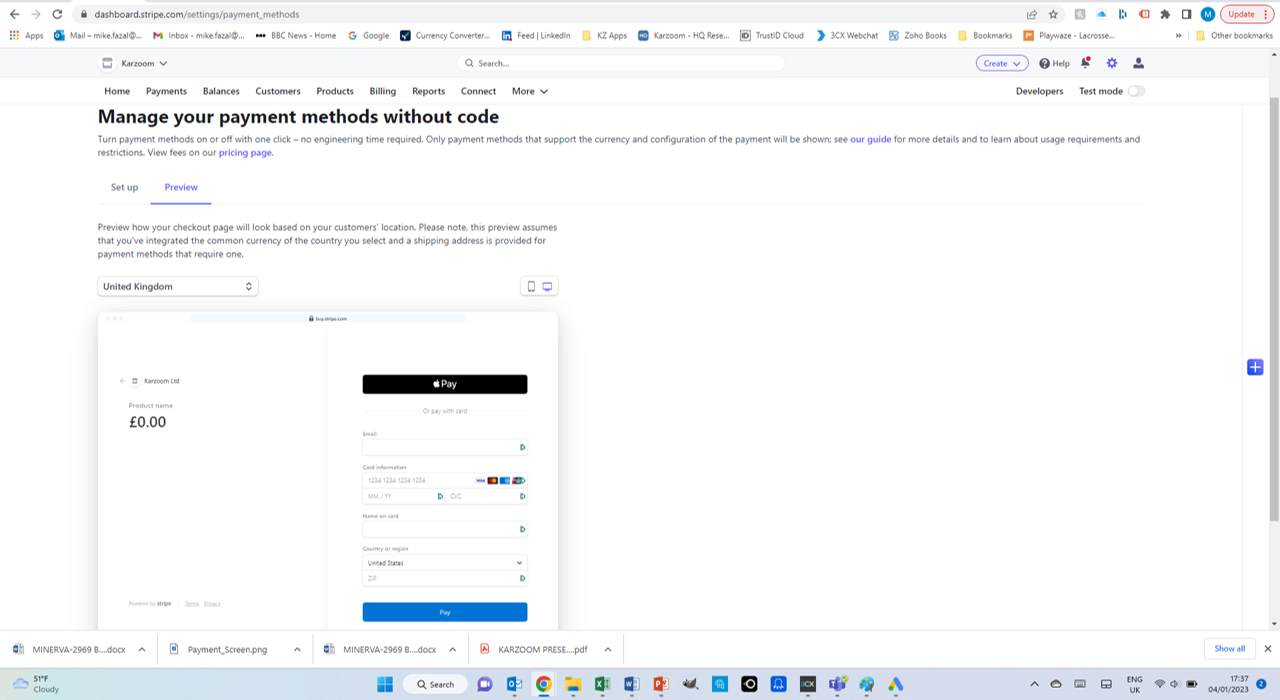 dashboard.stripe.com/settings/payment_methods
Update
Apps
Mail – mike.fazal@...
Inbox - mike.fazal@...
BBC News - Home
Google
Currency Converter...
Feed | LinkedIn
KZ Apps
Karzoom - HQ Rese...
TrustID Cloud
3CX Webchat
Zoho Books
Bookmarks
Playwaze - Lacrosse...
»
Other bookmarks
Karzoom
Search...
Create
Help
Home
Payments
Balances
Customers
Products
Billing
Reports
Connect
More
Developers
Test mode
Manage your payment methods without code
Turn payment methods on or off with one click – no engineering time required. Only payment methods that support the currency and configuration of the payment will be shown; see our guide for more details and to learn about usage requirements and
restrictions. View fees on our pricing page.
Set up
Preview
Preview how your checkout page will look based on your customers' location. Please note, this preview assumes
that you've integrated the common currency of the country you select and a shipping address is provided for
payment methods that require one.
United Kingdom
buy.stripe.com
Karzoom Ltd
Product name
£0.00
Pay
Or pay with card
Email
Card information
1234 1234 1234 1234
VISA
MM / YY
CVC
Name on card
Country or region
United States
ZIP
Pay
Powered by stripe
Terms
Privacy
MINERVA-2969 B....docx
Payment_Screen.png
MINERVA-2969 B....docx
KARZOOM PRESE....pdf
Show all
51°F
Cloudy
Search
ENG
UK
17:37
04/01/2023
2